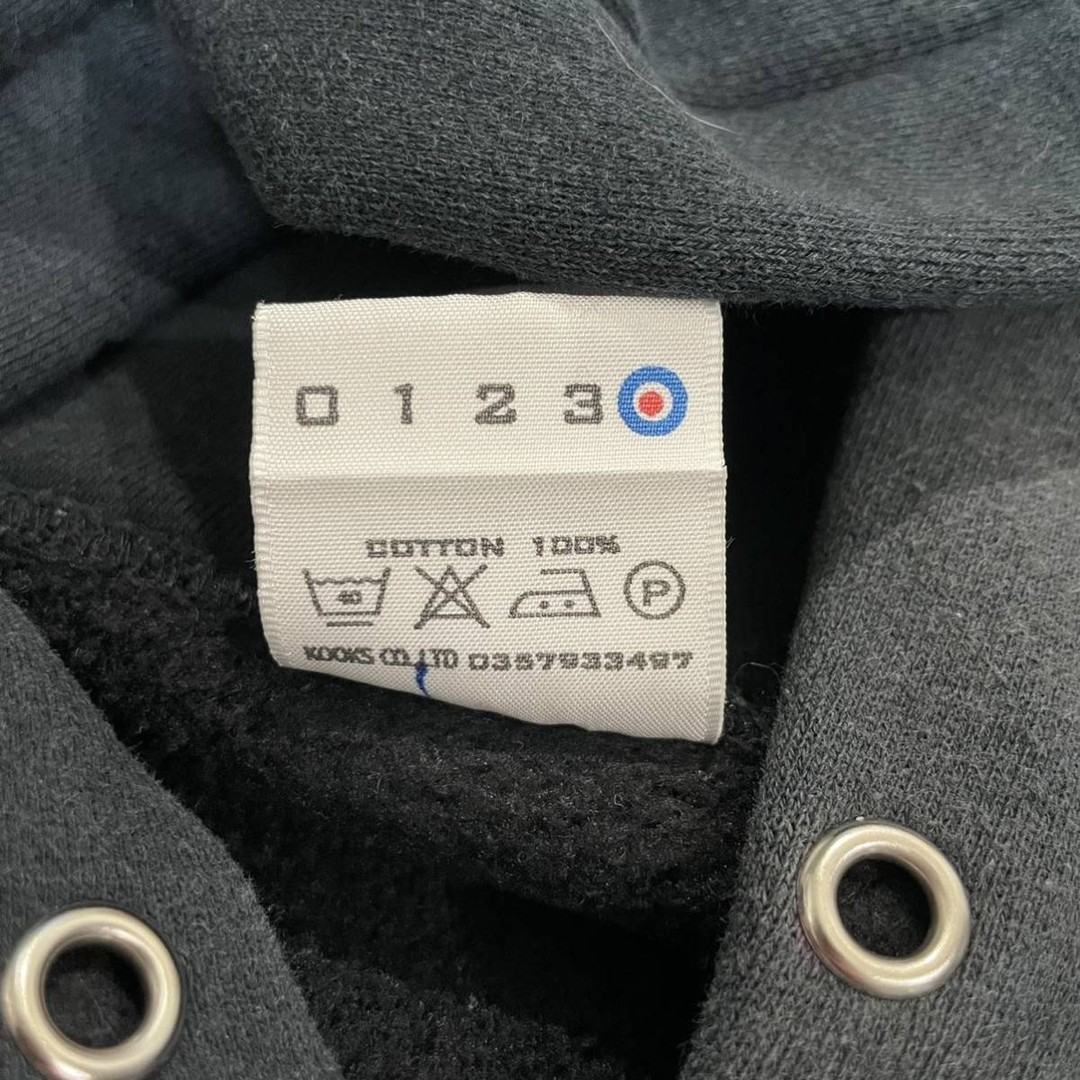 0 1 2 3
COTTON 100%
40 P
KOOKS CO.,LTD 0357933497